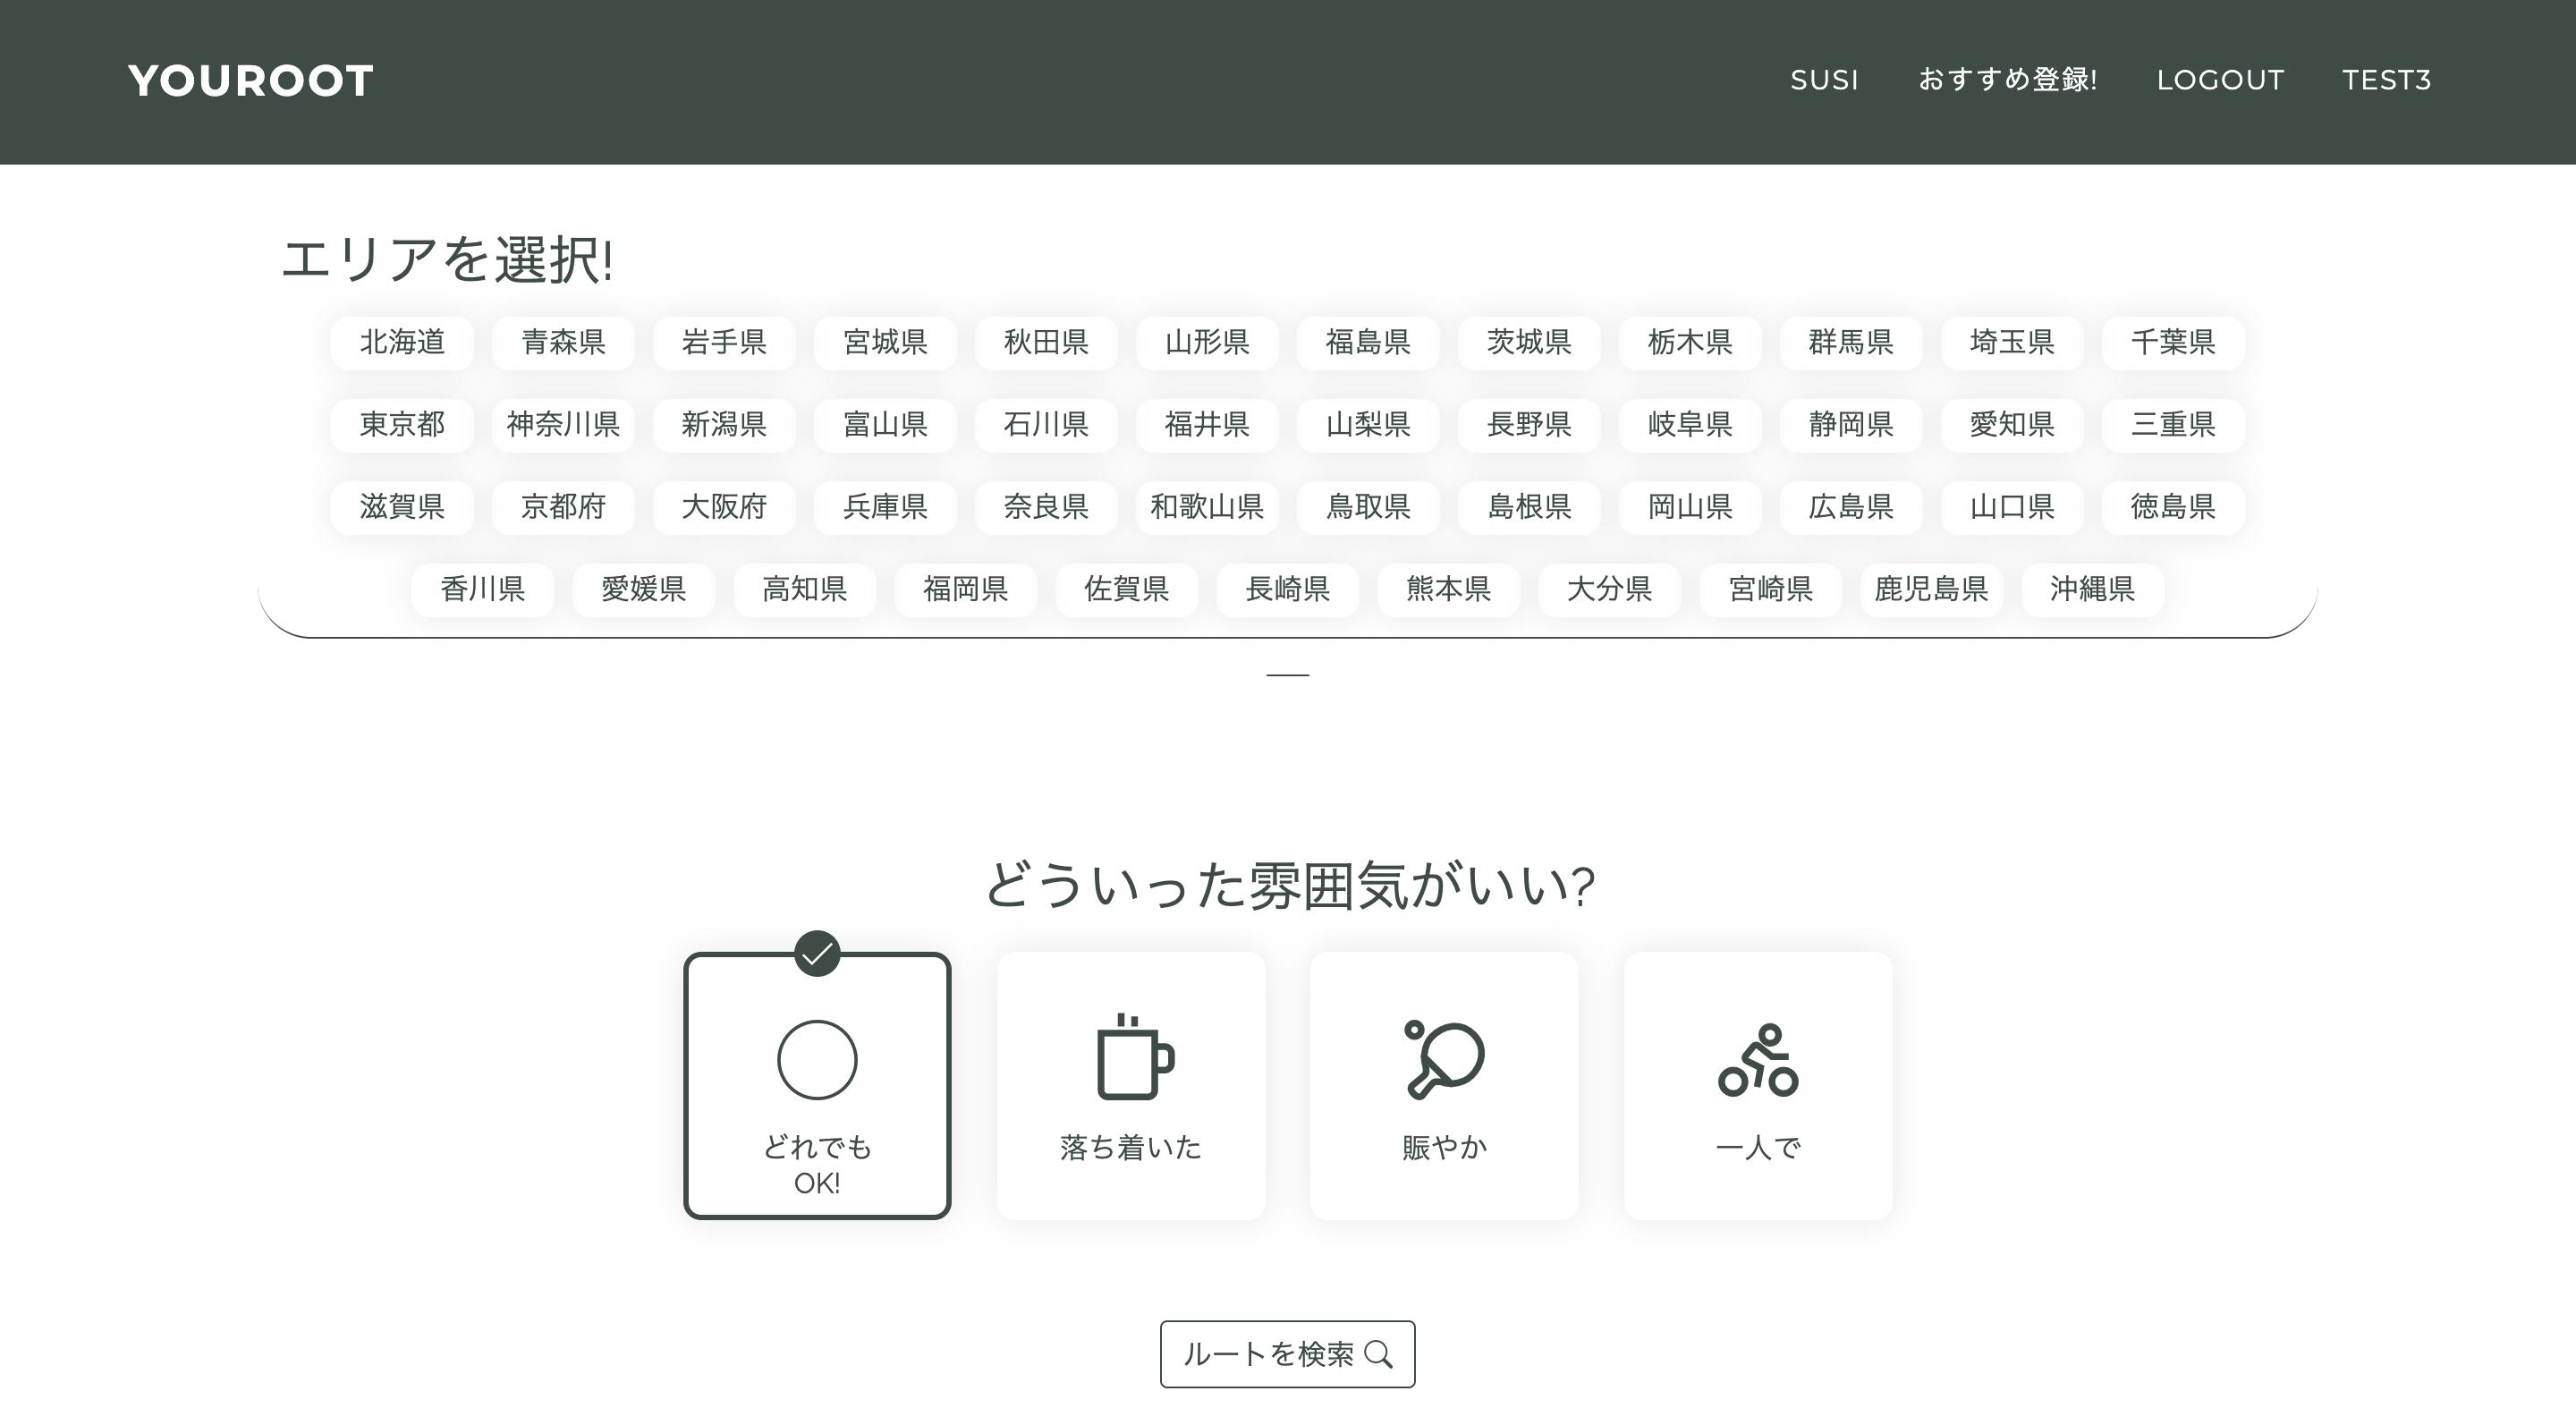 YOUROOT
SUSI おすすめ登録! LOGOUT TEST3
エリアを選択!
北海道 青森県 岩手県 宮城県 秋田県 山形県 福島県 茨城県 栃木県 群馬県 埼玉県 千葉県
東京都 神奈川県 新潟県 富山県 石川県 福井県 山梨県 長野県 岐阜県 静岡県 愛知県 三重県
滋賀県 京都府 大阪府 兵庫県 奈良県 和歌山県 鳥取県 島根県 岡山県 広島県 山口県 徳島県
香川県 愛媛県 高知県 福岡県 佐賀県 長崎県 熊本県 大分県 宮崎県 鹿児島県 沖縄県
どういった雰囲気がいい?
どれでも
OK!
落ち着いた
賑やか
一人で
ルートを検索